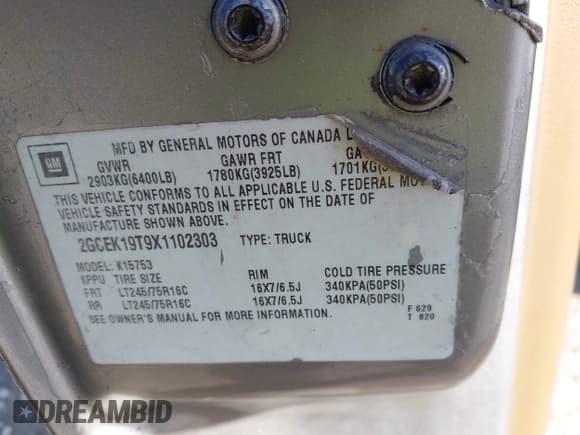 MFD BY GENERAL MOTORS OF CANADA
GM
GVWR GAWR FRT
2903KG(6400LB) 1780KG(3925LB) 1701KG
THIS VEHICLE CONFORMS TO ALL APPLICABLE U.S. FEDERAL
VEHICLE SAFETY STANDARDS IN EFFECT ON THE DATE OF
MANUFACTURE SHOWN ABOVE.
2GCEK19T9X1102303 TYPE: TRUCK
MODEL: K15753
KPPU TIRE SIZE RIM COLD TIRE PRESSURE
FRT LT245/75R16C 16X7/6.5J 340KPA(50PSI)
RR LT245/75R16C 16X7/6.5J 340KPA(50PSI)
SEE OWNER'S MANUAL FOR MORE INFORMATION.
F 629
T 820
DREAMBID